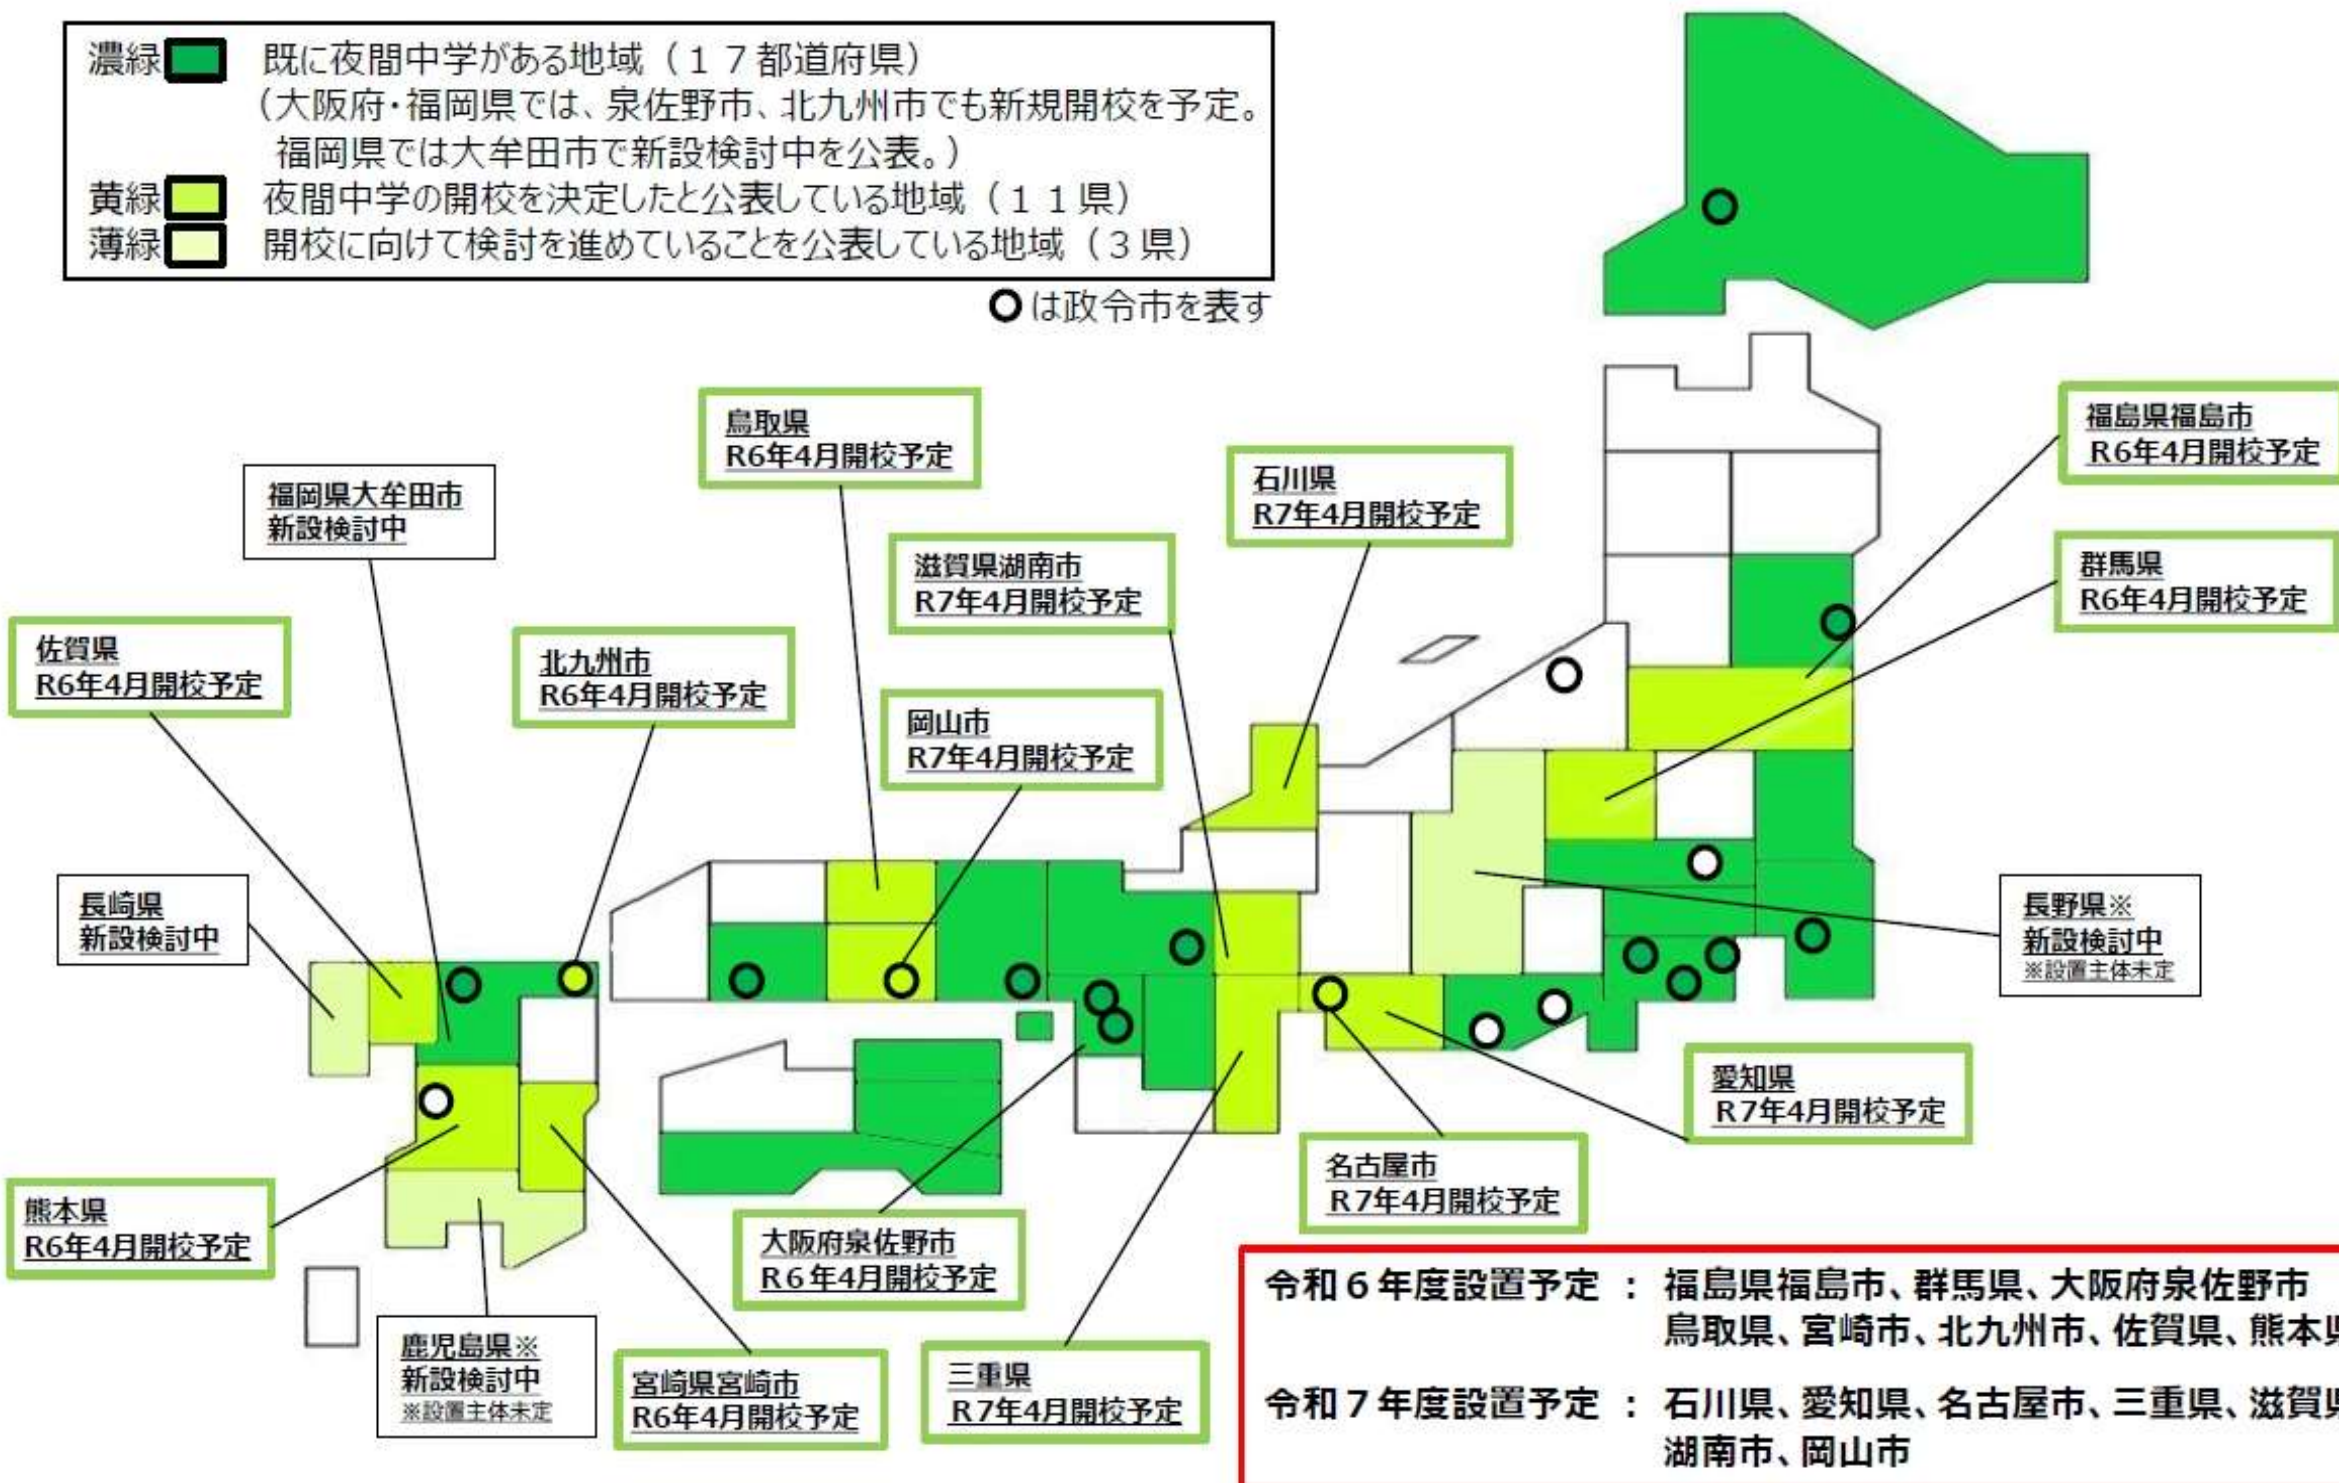 濃緑 既に夜間中学がある地域（１７都道府県）
（大阪府・福岡県では、泉佐野市、北九州市でも新規開校を予定。
福岡県では大牟田市で新設検討中を公表。）
黄緑 夜間中学の開校を決定したと公表している地域（１１県）
薄緑 開校に向けて検討を進めていることを公表している地域（３県）
○は政令市を表す
鳥取県
R6年4月開校予定
福島県福島市
R6年4月開校予定
石川県
R7年4月開校予定
福岡県大牟田市
新設検討中
滋賀県湖南市
R7年4月開校予定
群馬県
R6年4月開校予定
佐賀県
R6年4月開校予定
北九州市
R6年4月開校予定
岡山市
R7年4月開校予定
長崎県
新設検討中
長野県※
新設検討中
※設置主体未定
愛知県
R7年4月開校予定
名古屋市
R7年4月開校予定
熊本県
R6年4月開校予定
大阪府泉佐野市
R６年4月開校予定
鹿児島県※
新設検討中
※設置主体未定
宮崎県宮崎市
R6年4月開校予定
三重県
R7年4月開校予定
令和６年度設置予定 ： 福島県福島市、群馬県、大阪府泉佐野市
鳥取県、宮崎市、北九州市、佐賀県、熊本県
令和７年度設置予定 ： 石川県、愛知県、名古屋市、三重県、滋賀県
湖南市、岡山市